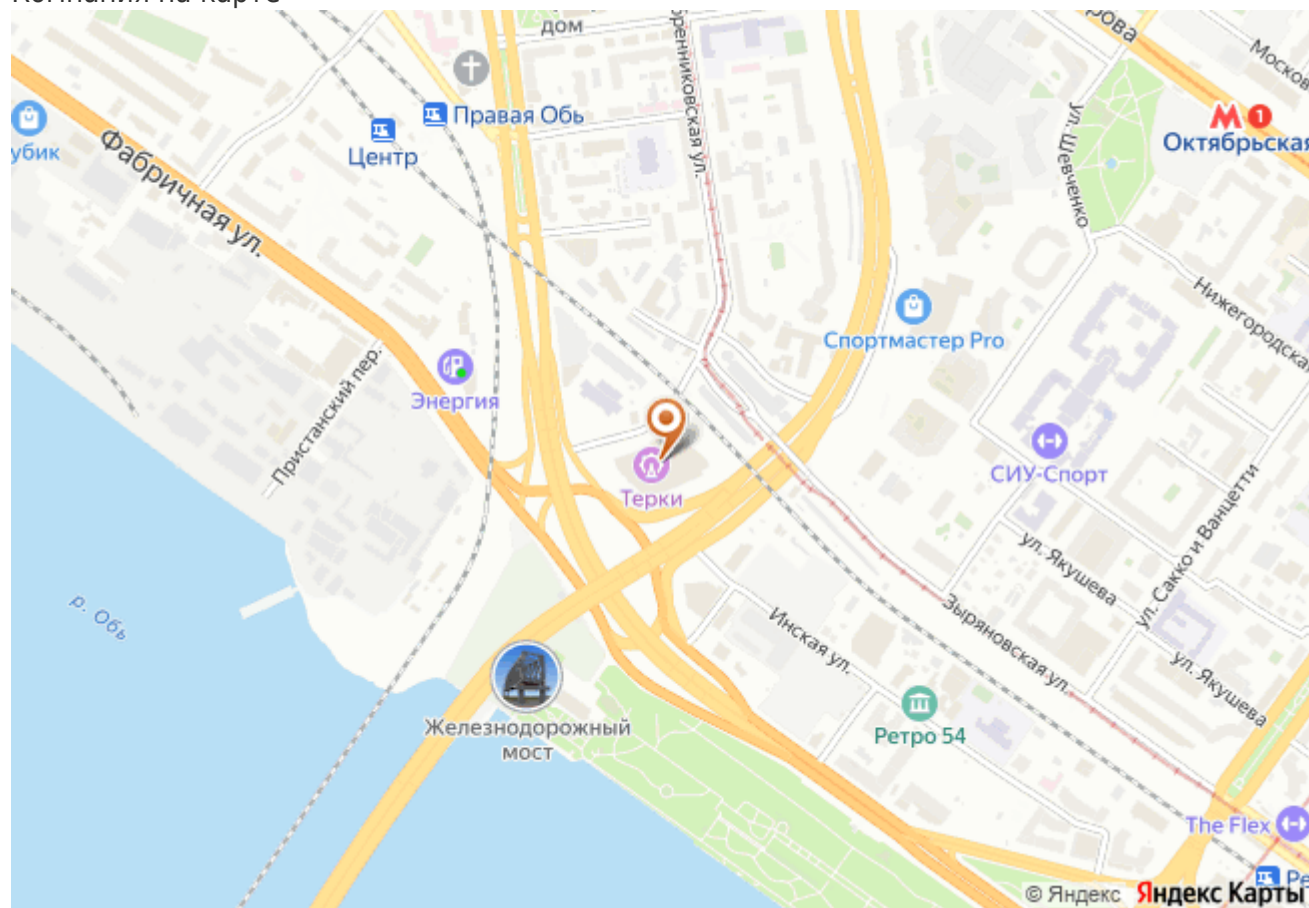 дом
Правая Обь
Центр
Фабричная ул.
ул. Шевченко
Октябрьская
Спортмастер Pro
Энергия
Пристанский пер.
Терки
СИУ-Спорт
ул. Сакко и Ванцетти
ул. Якушева
ул. Якушева
р. Обь
Инская ул.
Зыряновская ул.
Железнодорожный
мост
Ретро 54
The Flex
© Яндекс Яндекс Карты